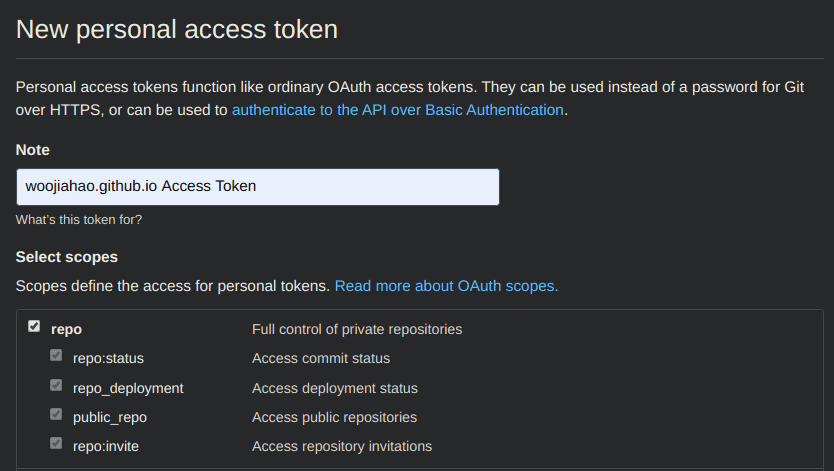 New personal access token
Personal access tokens function like ordinary OAuth access tokens. They can be used instead of a password for Git
over HTTPS, or can be used to authenticate to the API over Basic Authentication.
Note
woojiahao.github.io Access Token
What's this token for?
Select scopes
Scopes define the access for personal tokens. Read more about OAuth scopes.
repo Full control of private repositories
repo:status Access commit status
repo_deployment Access deployment status
public_repo Access public repositories
repo:invite Access repository invitations